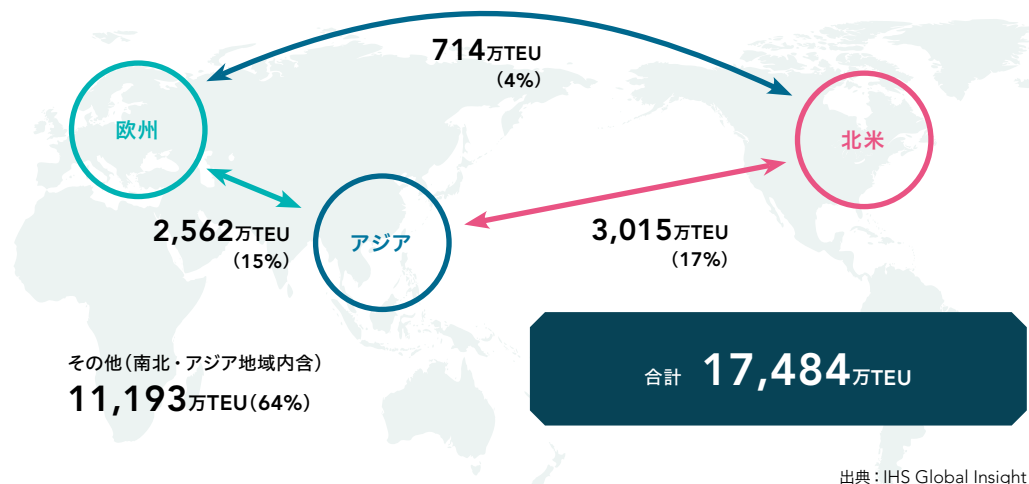 714万TEU
(4%)
欧州
北米
2,562万TEU
(15%)
アジア
3,015万TEU
(17%)
その他(南北・アジア地域内含)
11,193万TEU(64%)
合計 17,484万TEU
出典:IHS Global Insight